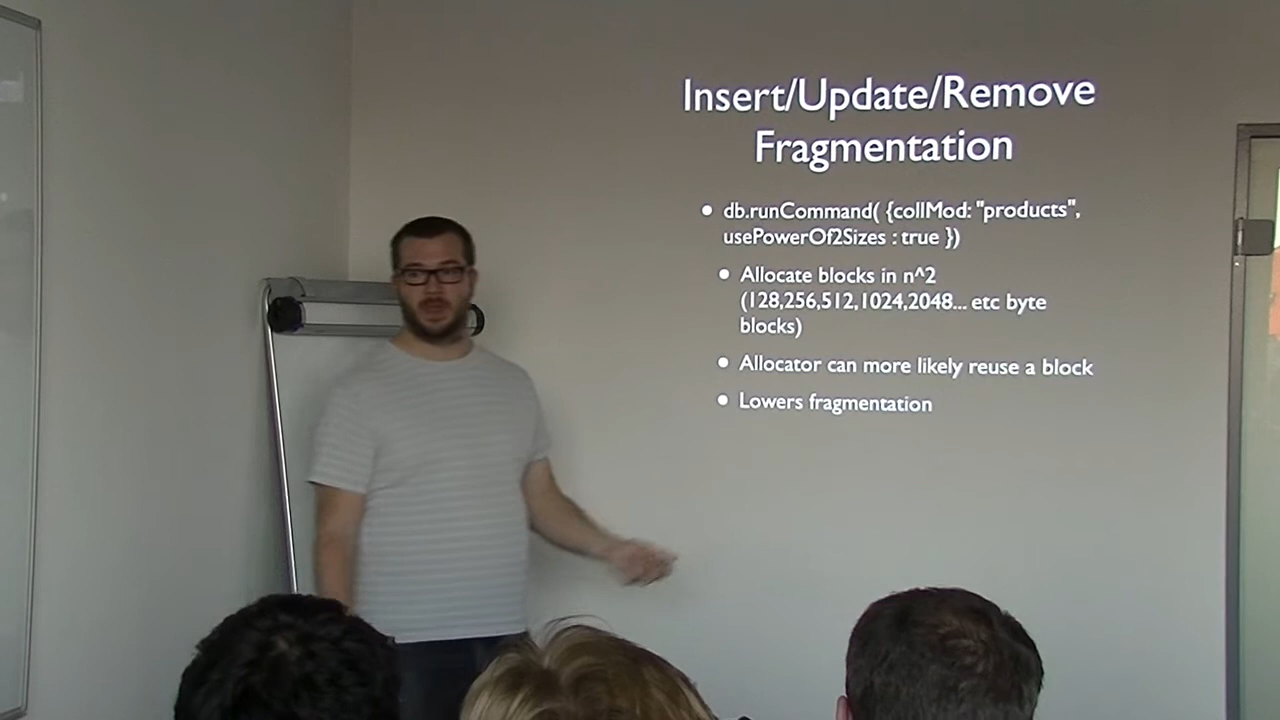 Insert/Update/Remove
Fragmentation
• db.runCommand( {collMod: "products",
usePowerOf2Sizes : true })
• Allocate blocks in n^2
(128,256,512,1024,2048... etc byte
blocks)
• Allocator can more likely reuse a block
• Lowers fragmentation